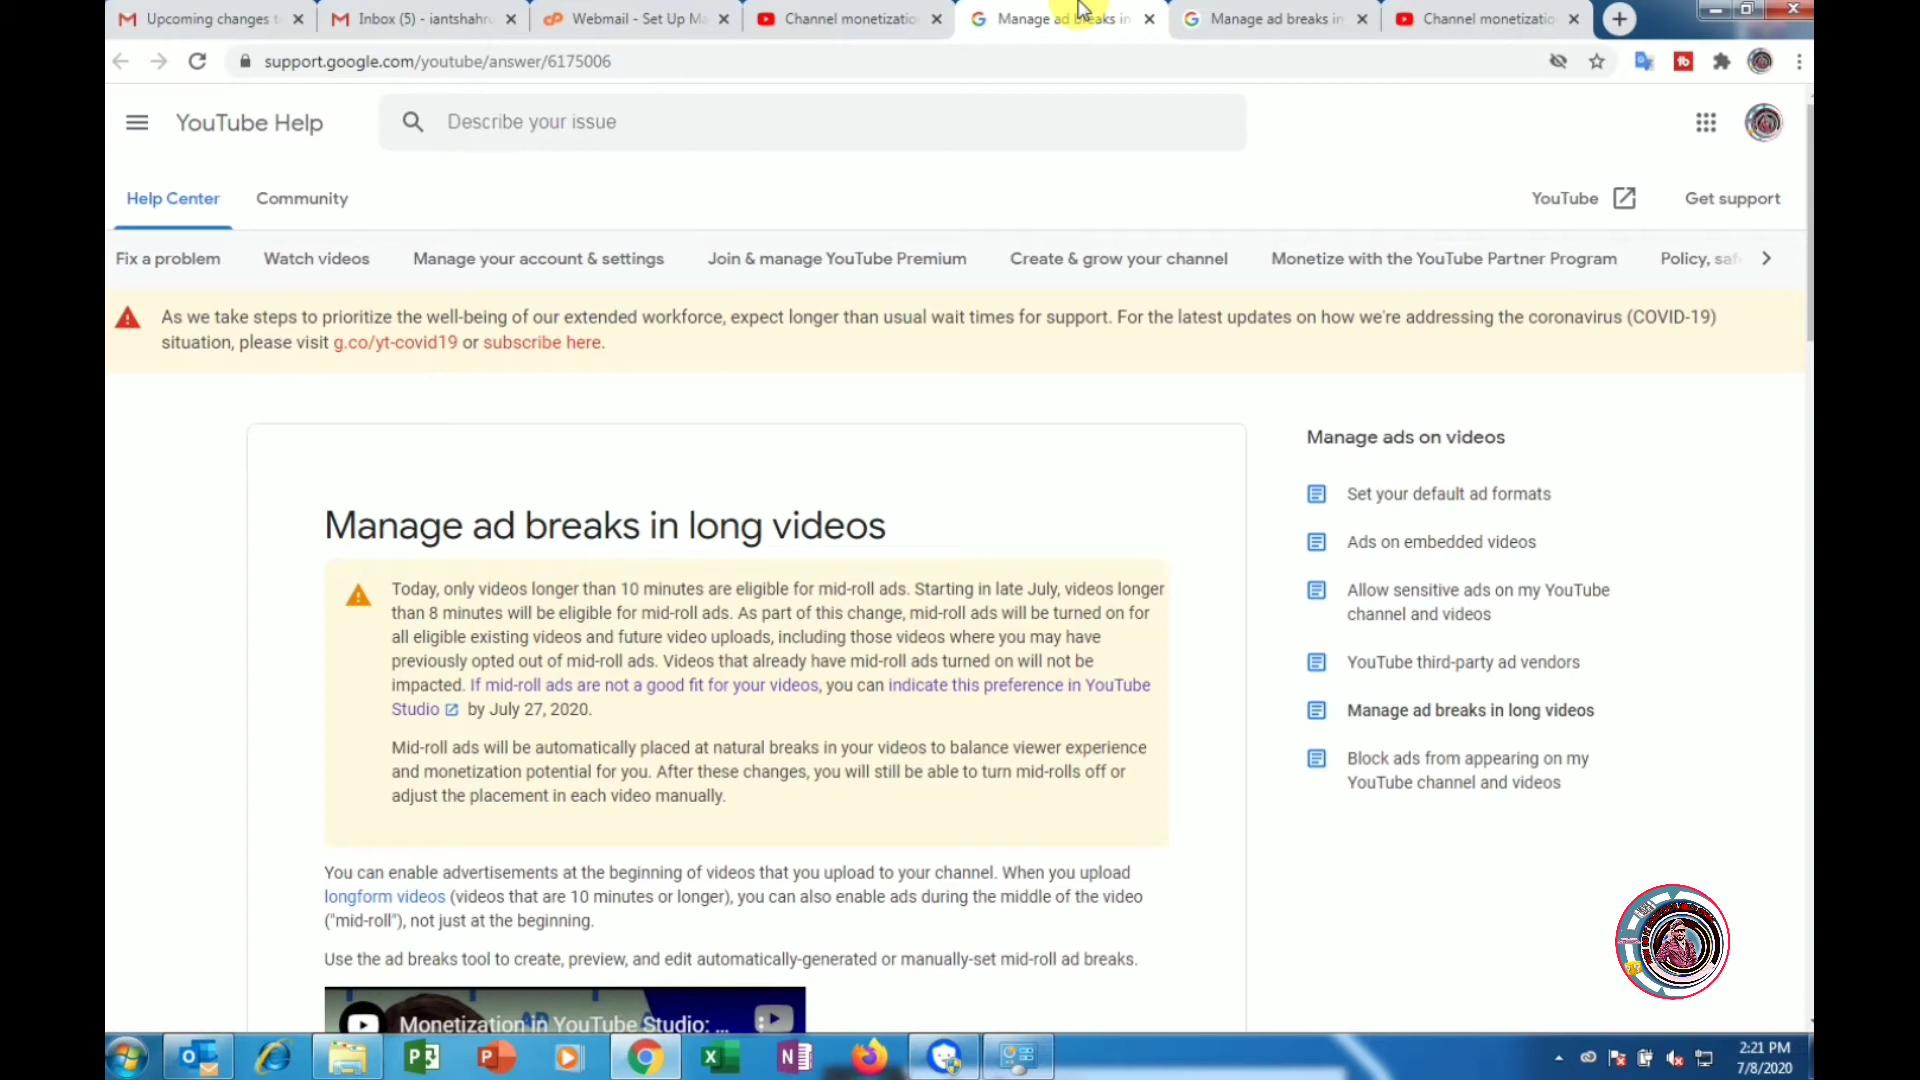 Upcoming changes t
Inbox (5) - iantshahr
Webmail - Set Up Ma
Channel monetizatio
Manage ad breaks in
Manage ad breaks in
Channel monetizatio
support.google.com/youtube/answer/6175006
YouTube Help
Describe your issue
Help Center
Community
YouTube
Get support
Fix a problem
Watch videos
Manage your account & settings
Join & manage YouTube Premium
Create & grow your channel
Monetize with the YouTube Partner Program
Policy, saf
As we take steps to prioritize the well-being of our extended workforce, expect longer than usual wait times for support. For the latest updates on how we're addressing the coronavirus (COVID-19)
situation, please visit g.co/yt-covid19 or subscribe here.
Manage ad breaks in long videos
Today, only videos longer than 10 minutes are eligible for mid-roll ads. Starting in late July, videos longer
than 8 minutes will be eligible for mid-roll ads. As part of this change, mid-roll ads will be turned on for
all eligible existing videos and future video uploads, including those videos where you may have
previously opted out of mid-roll ads. Videos that already have mid-roll ads turned on will not be
impacted. If mid-roll ads are not a good fit for your videos, you can indicate this preference in YouTube
Studio by July 27, 2020.
Mid-roll ads will be automatically placed at natural breaks in your videos to balance viewer experience
and monetization potential for you. After these changes, you will still be able to turn mid-rolls off or
adjust the placement in each video manually.
You can enable advertisements at the beginning of videos that you upload to your channel. When you upload
longform videos (videos that are 10 minutes or longer), you can also enable ads during the middle of the video
("mid-roll"), not just at the beginning.
Use the ad breaks tool to create, preview, and edit automatically-generated or manually-set mid-roll ad breaks.
Monetization in YouTube Studio: ...
Manage ads on videos
Set your default ad formats
Ads on embedded videos
Allow sensitive ads on my YouTube
channel and videos
YouTube third-party ad vendors
Manage ad breaks in long videos
Block ads from appearing on my
YouTube channel and videos
2:21 PM
7/8/2020